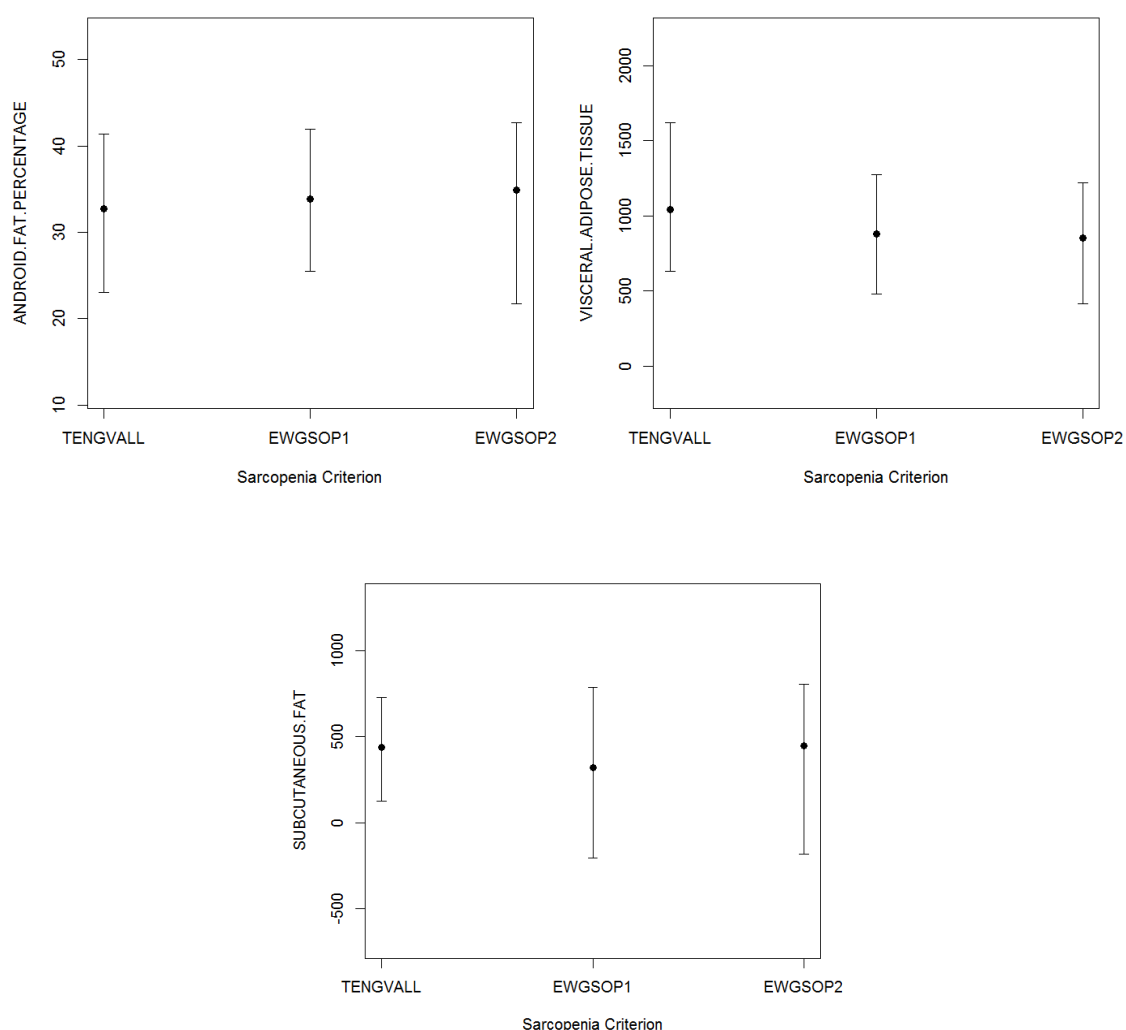 ANDROID.FAT.PERCENTAGE
50
40
30
20
10
TENGVALL EWGSOP1 EWGSOP2
Sarcopenia Criterion
VISCERAL.ADIPOSE.TISSUE
2000
1500
1000
500
0
TENGVALL EWGSOP1 EWGSOP2
Sarcopenia Criterion
SUBCUTANEOUS.FAT
1000
500
0
-500
TENGVALL EWGSOP1 EWGSOP2
Sarcopenia Criterion